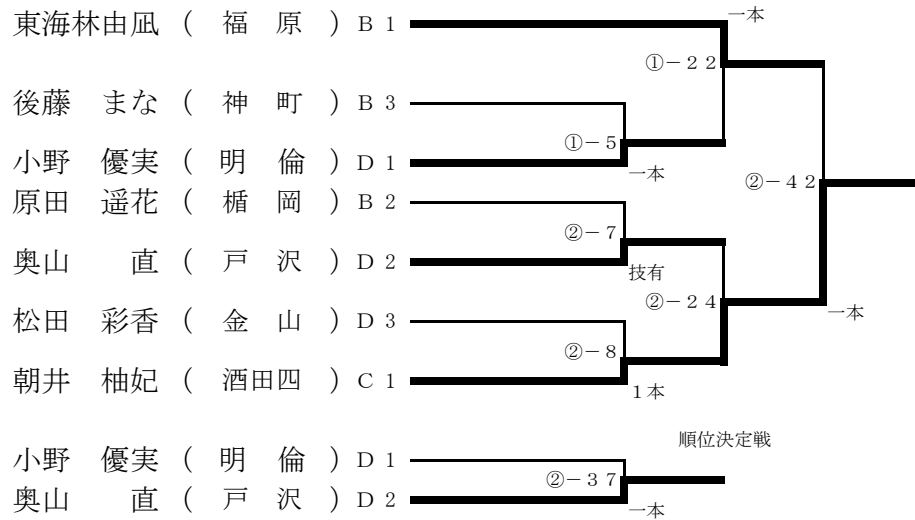 東海林由凪 ( 福 原 ) B 1
一本
①－２２
後藤 まな ( 神 町 ) B 3
①－５
小野 優実 ( 明 倫 ) D 1
一本
②－４２
原田 遥花 ( 楯 岡 ) B 2
②－７
奥山 直 ( 戸 沢 ) D 2
技有
②－２４
松田 彩香 ( 金 山 ) D 3
一本
②－８
朝井 柚妃 ( 酒田四 ) C 1
１本
順位決定戦
小野 優実 ( 明 倫 ) D 1
②－３７
奥山 直 ( 戸 沢 ) D 2
一本